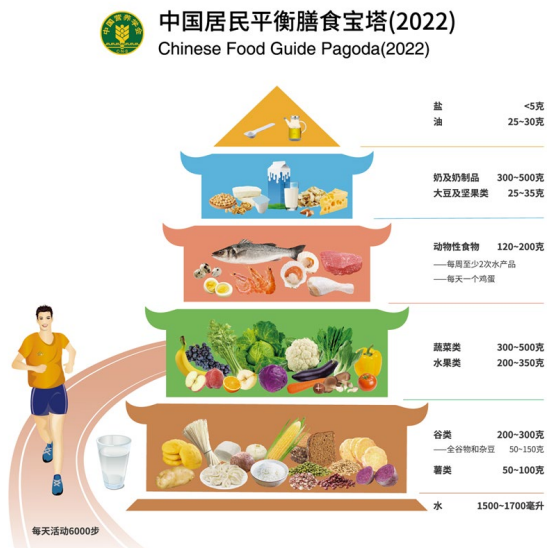 中国营养学会
中国居民平衡膳食宝塔(2022)
Chinese Food Guide Pagoda(2022)
盐 <5克
油 25~30克
奶及奶制品 300~500克
大豆及坚果类 25~35克
动物性食物 120~200克
——每周至少2次水产品
——每天一个鸡蛋
蔬菜类 300~500克
水果类 200~350克
谷类 200~300克
——全谷物和杂豆 50~150克
薯类 50~100克
水 1500~1700毫升
每天活动6000步